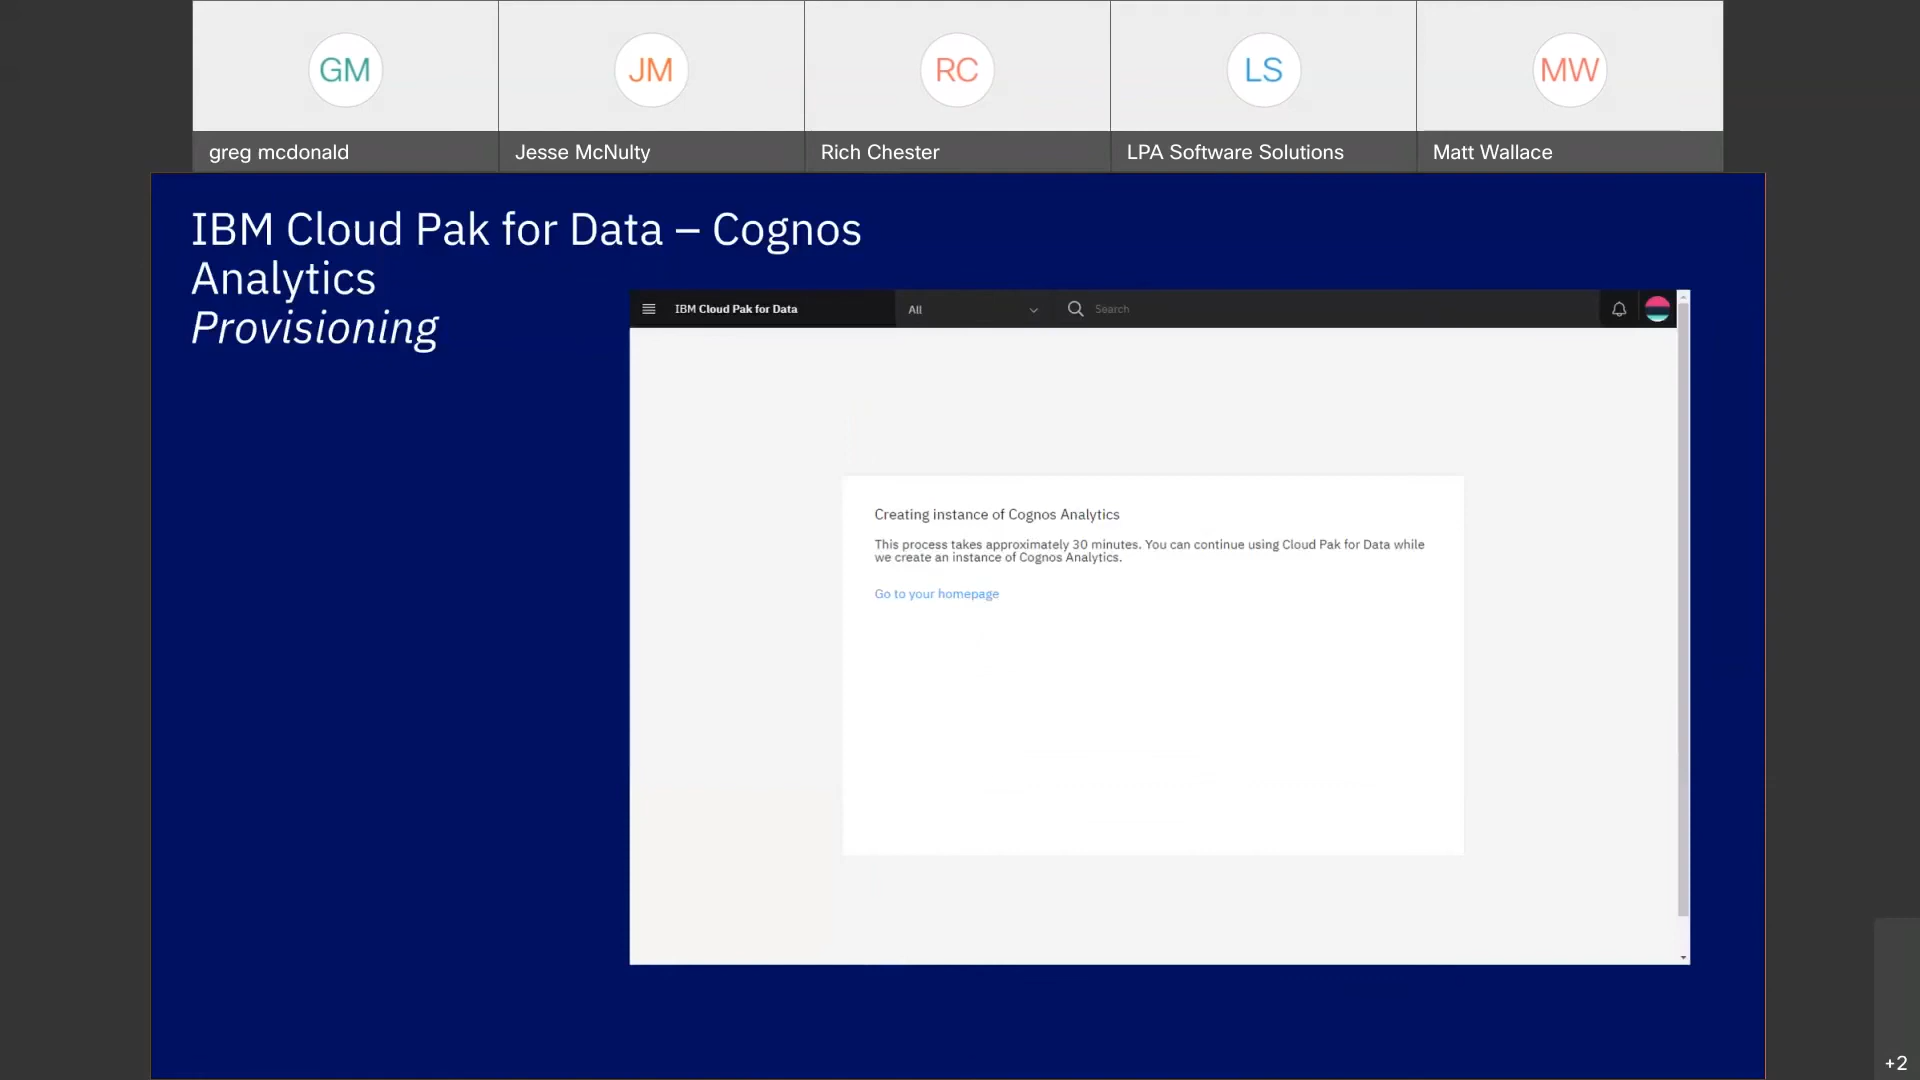 GM
JM
RC
LS
MW
greg mcdonald
Jesse McNulty
Rich Chester
LPA Software Solutions
Matt Wallace
IBM Cloud Pak for Data – Cognos
Analytics
Provisioning
IBM Cloud Pak for Data
All
Search
Creating instance of Cognos Analytics
This process takes approximately 30 minutes. You can continue using Cloud Pak for Data while
we create an instance of Cognos Analytics.
Go to your homepage
+2